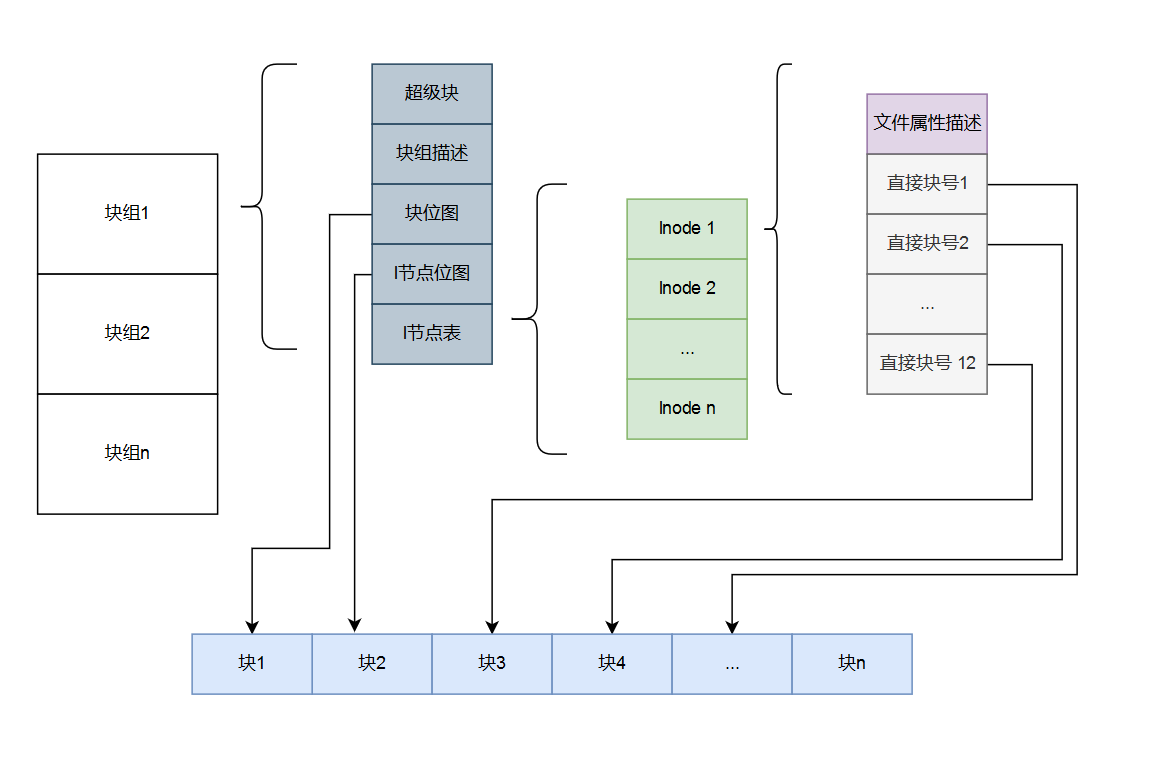 块组1
块组2
块组n
超级块
块组描述
块位图
I节点位图
I节点表
Inode 1
Inode 2
...
Inode n
文件属性描述
直接块号1
直接块号2
...
直接块号 12
块1
块2
块3
块4
...
块n